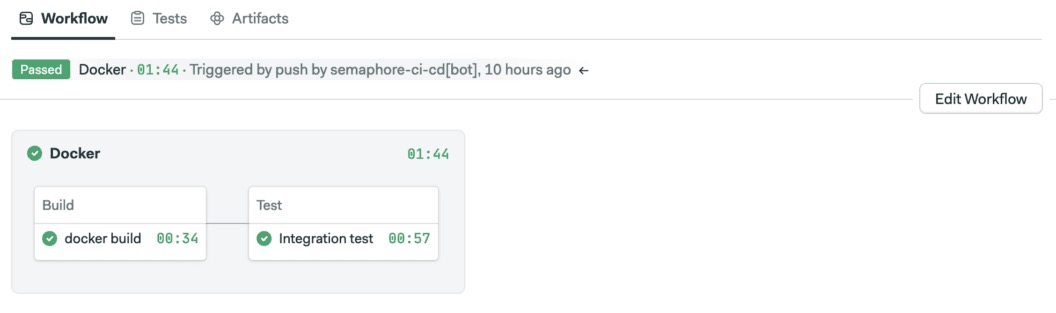 Workflow Tests Artifacts
Passed Docker · 01:44 · Triggered by push by semaphore-ci-cd[bot], 10 hours ago ←
Edit Workflow
Docker 01:44
Build Test
docker build 00:34 Integration test 00:57